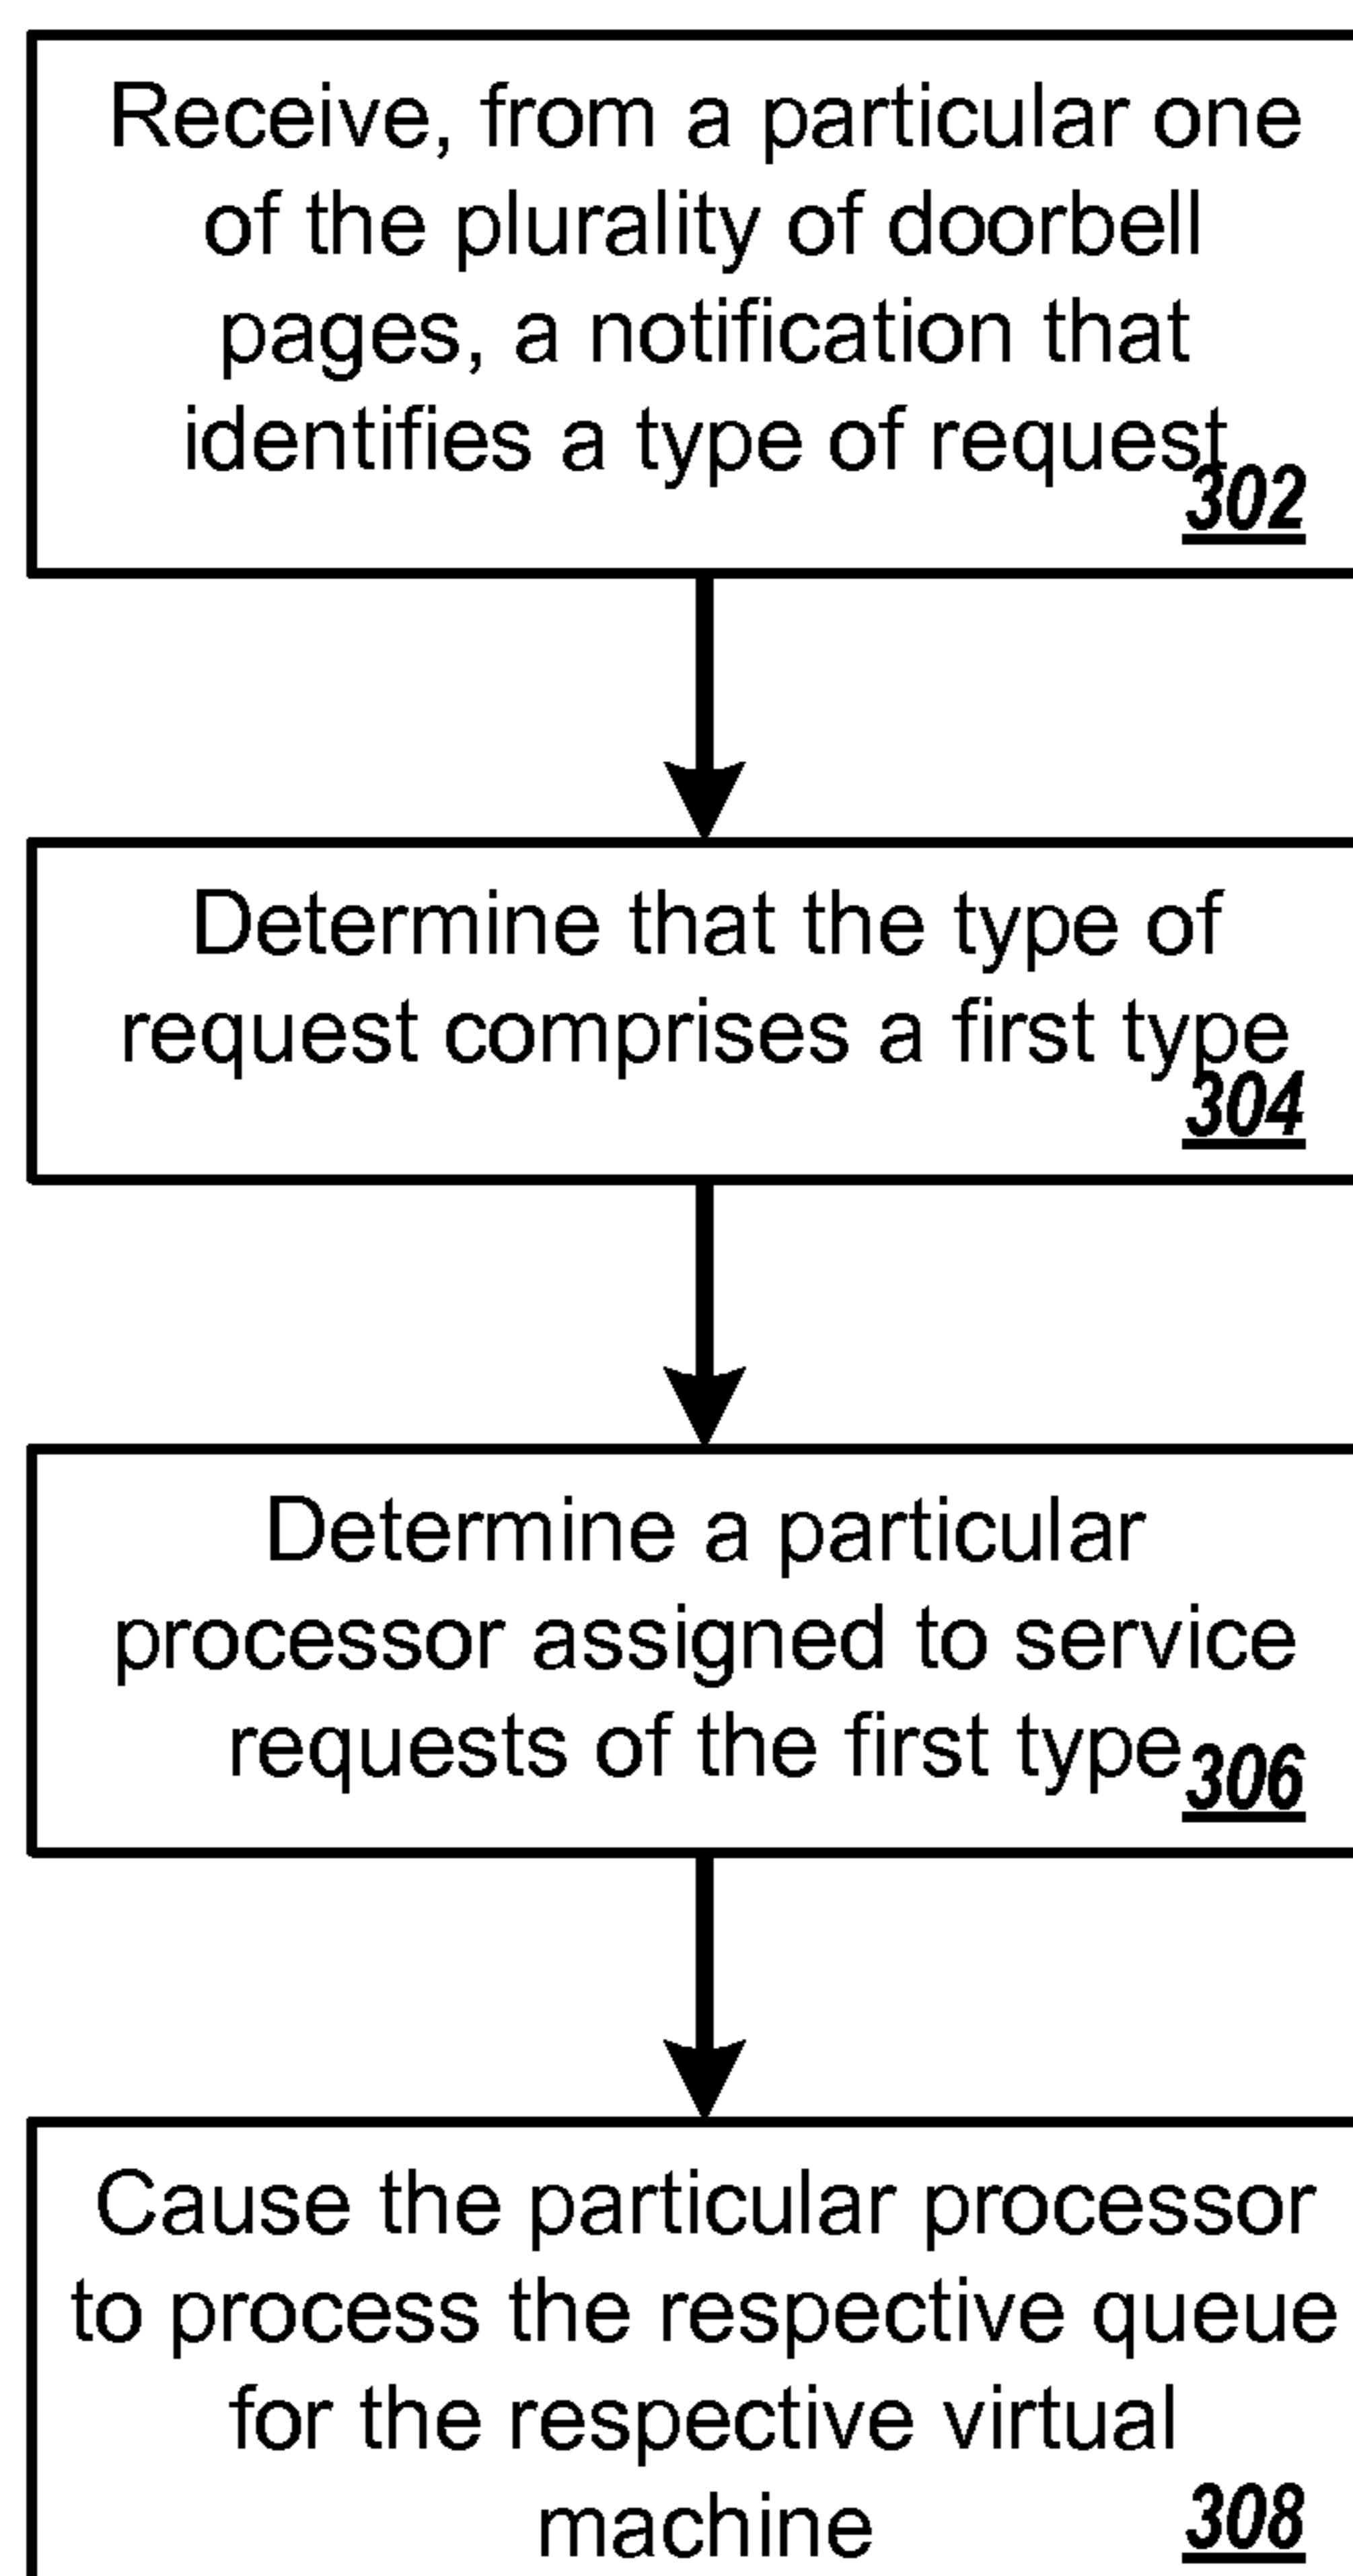 Receive, from a particular one
of the plurality of doorbell
pages, a notification that
identifies a type of request
302
Determine that the type of
request comprises a first type
304
Determine a particular
processor assigned to service
requests of the first type
306
Cause the particular processor
to process the respective queue
for the respective virtual
machine
308